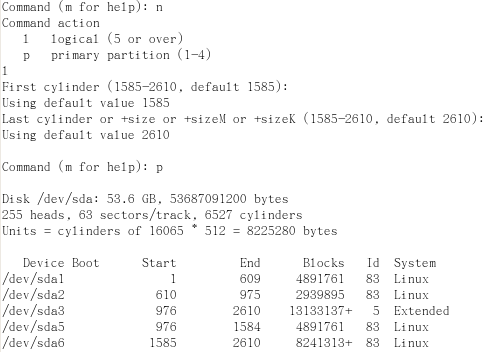 Command (m for help): n
Command action
   l   logical (5 or over)
   p   primary partition (1-4)
l
First cylinder (1585-2610, default 1585):
Using default value 1585
Last cylinder or +size or +sizeM or +sizeK (1585-2610, default 2610):
Using default value 2610
Command (m for help): p
Disk /dev/sda: 53.6 GB, 53687091200 bytes
255 heads, 63 sectors/track, 6527 cylinders
Units = cylinders of 16065 * 512 = 8225280 bytes
   Device Boot      Start         End      Blocks   Id  System
/dev/sda1               1         609     4891761   83  Linux
/dev/sda2             610         975     2939895   83  Linux
/dev/sda3             976        2610    13133137+   5  Extended
/dev/sda5             976        1584     4891761   83  Linux
/dev/sda6            1585        2610     8241313+  83  Linux